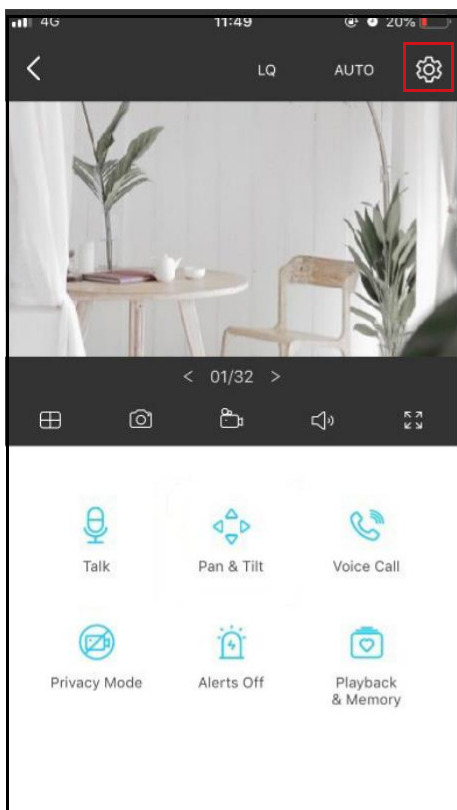 4G 11:49 20%
LQ AUTO
< 01/32 >
Talk Pan & Tilt Voice Call
Privacy Mode Alerts Off Playback
& Memory